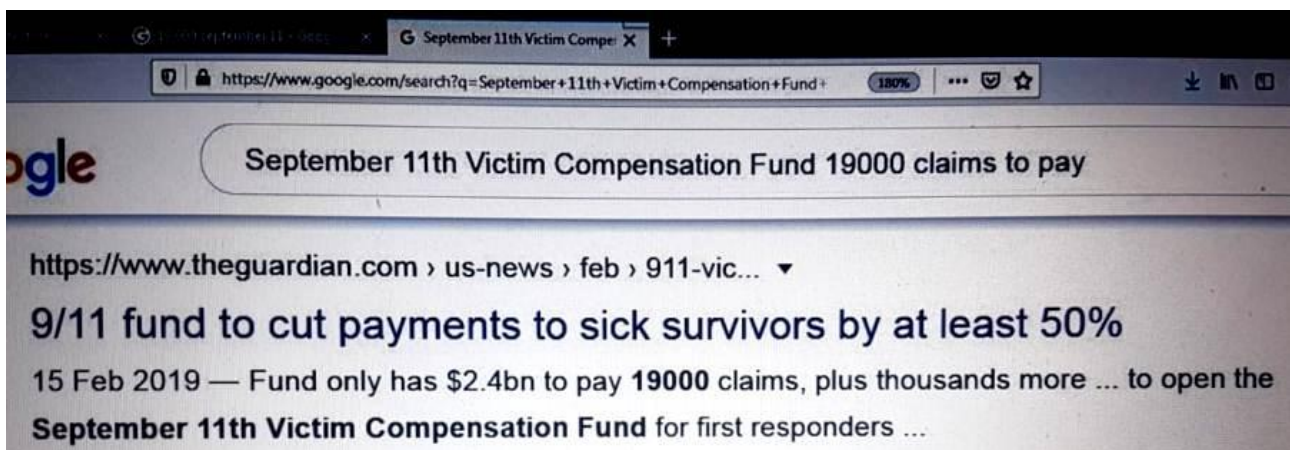 September 11th Victim Compe
https://www.google.com/search?q=September+11th+Victim+Compensation+Fund+ 180%
ogle September 11th Victim Compensation Fund 19000 claims to pay
https://www.theguardian.com › us-news › feb › 911-vic...
9/11 fund to cut payments to sick survivors by at least 50%
15 Feb 2019 — Fund only has $2.4bn to pay 19000 claims, plus thousands more ... to open the
September 11th Victim Compensation Fund for first responders ...